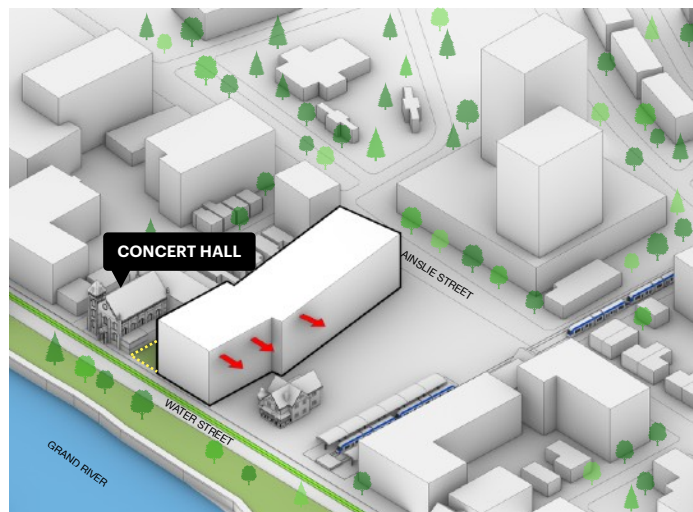 CONCERT HALL
AINSLIE STREET
WATER STREET
GRAND RIVER